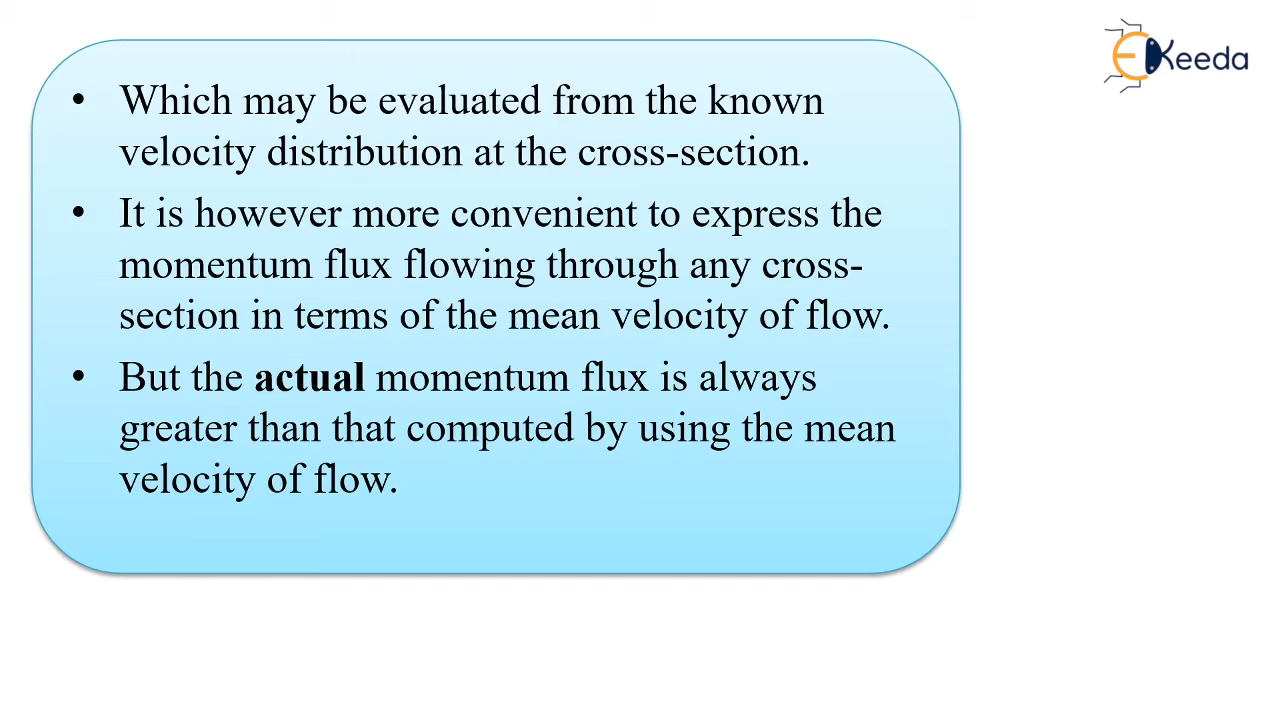 EKeeda
• Which may be evaluated from the known
velocity distribution at the cross-section.
• It is however more convenient to express the
momentum flux flowing through any cross-
section in terms of the mean velocity of flow.
• But the actual momentum flux is always
greater than that computed by using the mean
velocity of flow.